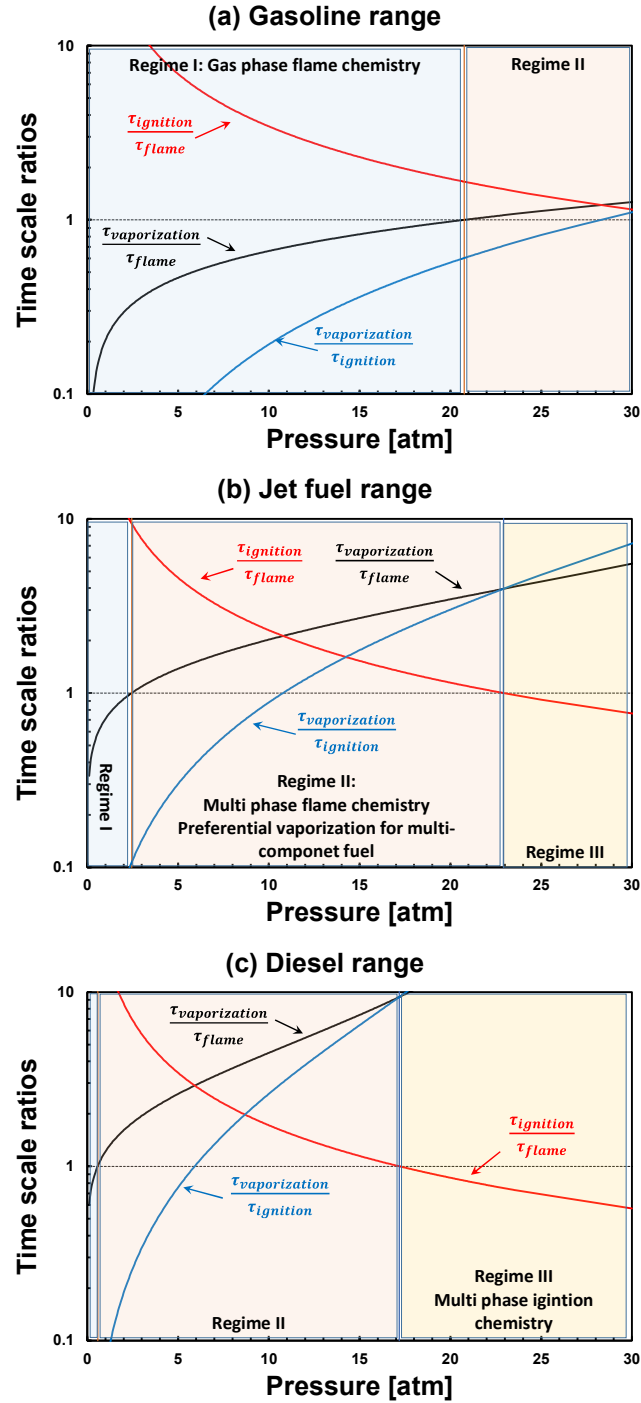 (a) Gasoline range
10
1
0.1
Time scale ratios
Regime I: Gas phase flame chemistry
Regime II
τignition
τflame
τvaporization
τflame
τvaporization
τignition
0 5 10 15 20 25 30
Pressure [atm]
(b) Jet fuel range
10
1
0.1
Time scale ratios
τignition
τflame
τvaporization
τflame
τvaporization
τignition
Regime I
Regime II:
Multi phase flame chemistry
Preferential vaporization for multi-
componet fuel
Regime III
0 5 10 15 20 25 30
Pressure [atm]
(c) Diesel range
10
1
0.1
Time scale ratios
τvaporization
τflame
τignition
τflame
τvaporization
τignition
Regime II
Regime III
Multi phase igintion
chemistry
0 5 10 15 20 25 30
Pressure [atm]